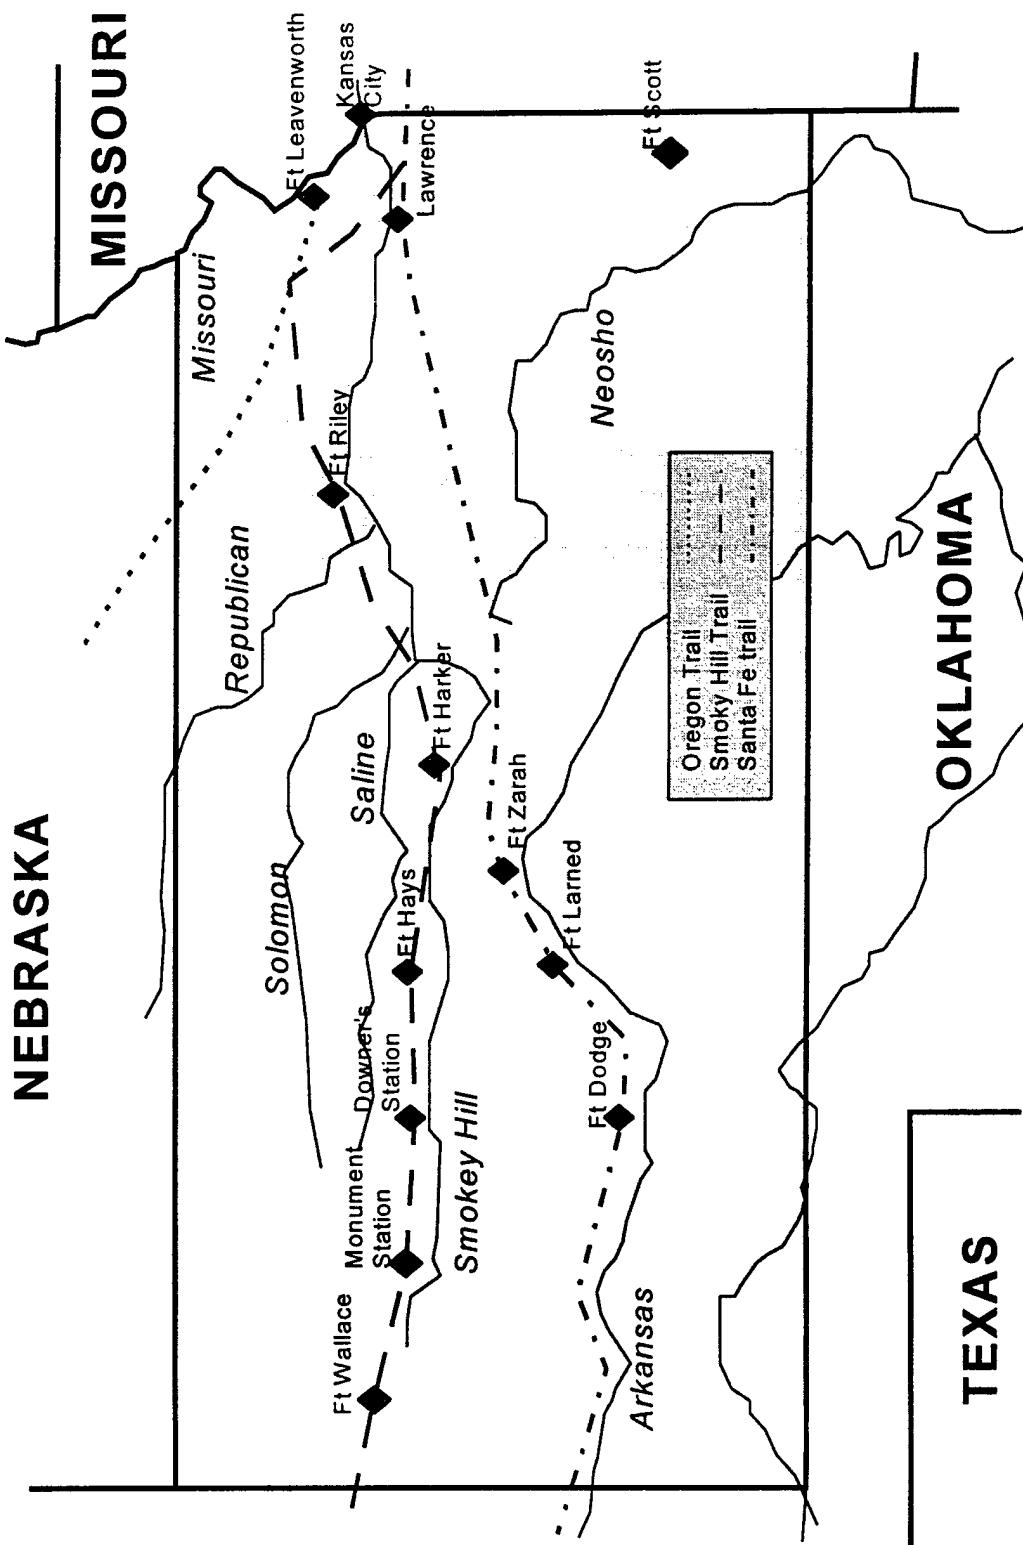 NEBRASKA
MISSOURI
Missouri
Ft Leavenworth
Kansas
City
Lawrence
Republican
Ft Riley
Solomon
Saline
Ft Harker
Ft Hays
Downer's
Station
Monument
Station
Ft Wallace
Smokey Hill
Ft Zarah
Ft Larned
Ft Dodge
Arkansas
Neosho
Ft Scott
Oregon Trail
Smoky Hill Trail
Santa Fe trail
OKLAHOMA
TEXAS